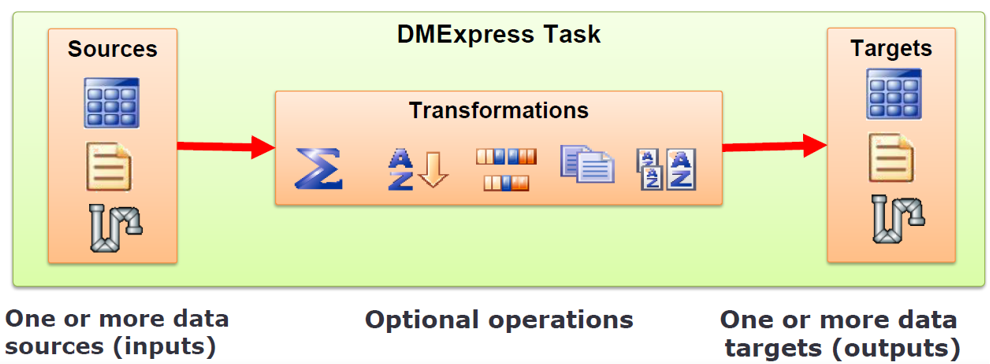 DMExpress Task
Sources
Transformations
Targets
One or more data
sources (inputs)
Optional operations
One or more data
targets (outputs)